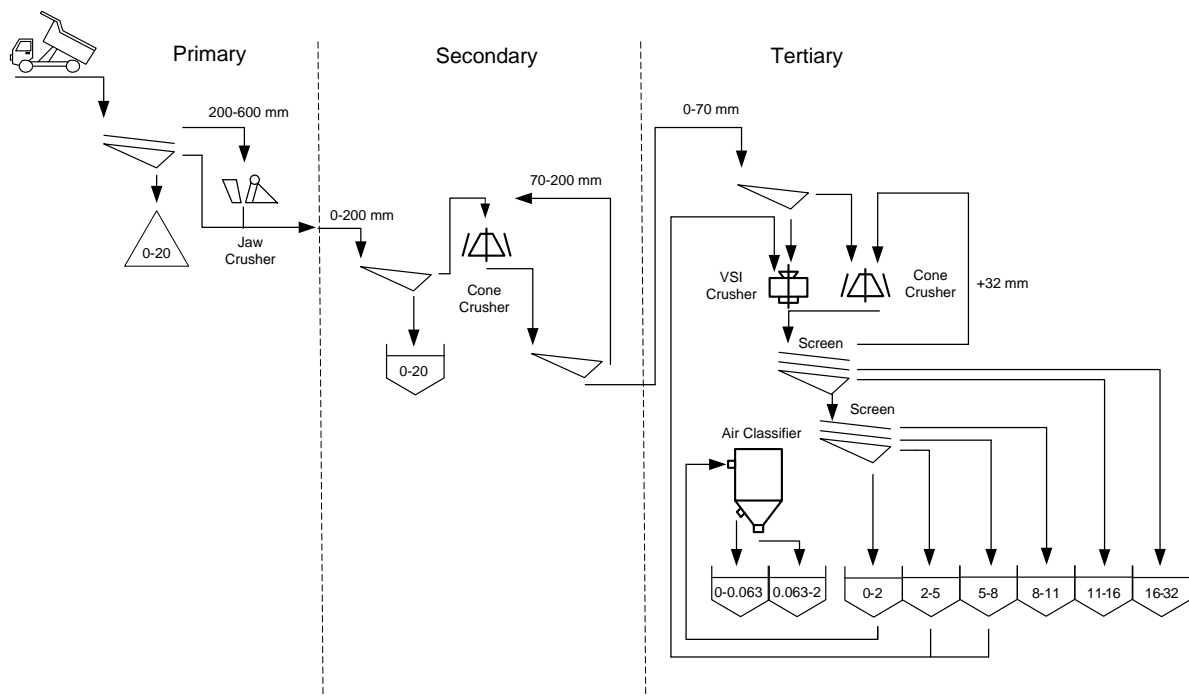 Primary
Secondary
Tertiary
200-600 mm
0-20
Jaw
Crusher
0-200 mm
70-200 mm
Cone
Crusher
0-20
0-70 mm
VSI
Crusher
Cone
Crusher
+32 mm
Screen
Screen
Air Classifier
0-0.063
0.063-2
0-2
2-5
5-8
8-11
11-16
16-32